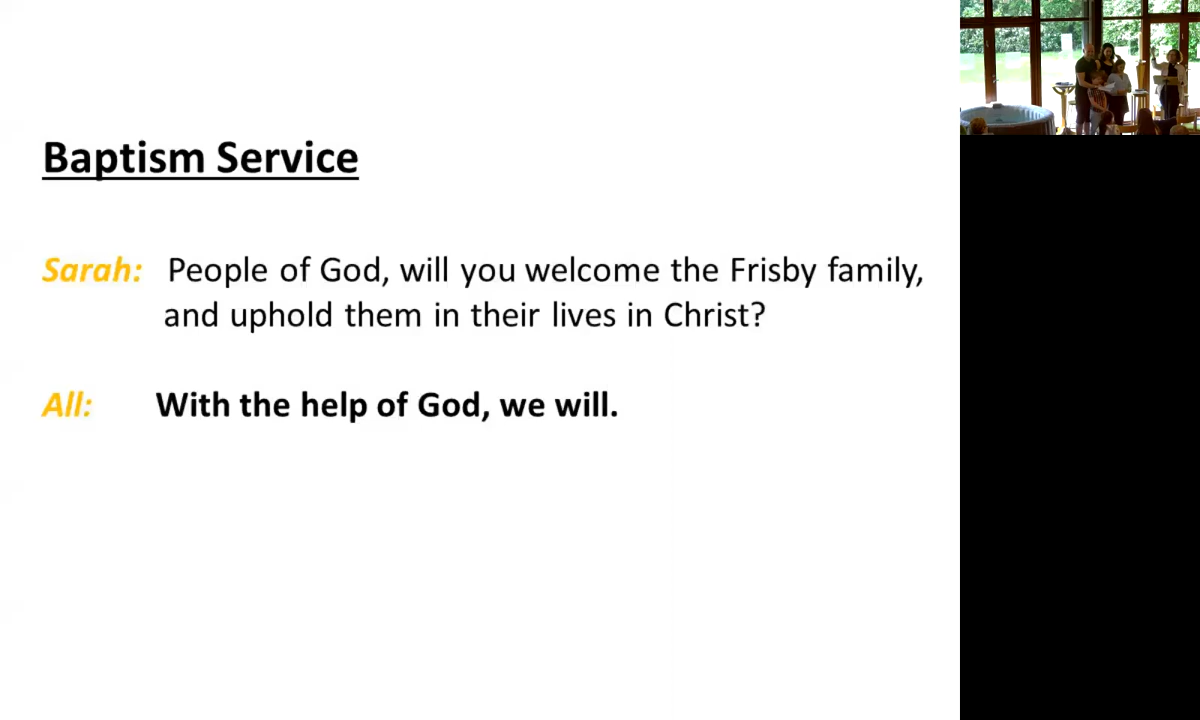 Baptism Service
Sarah: People of God, will you welcome the Frisby family,
and uphold them in their lives in Christ?
All: With the help of God, we will.